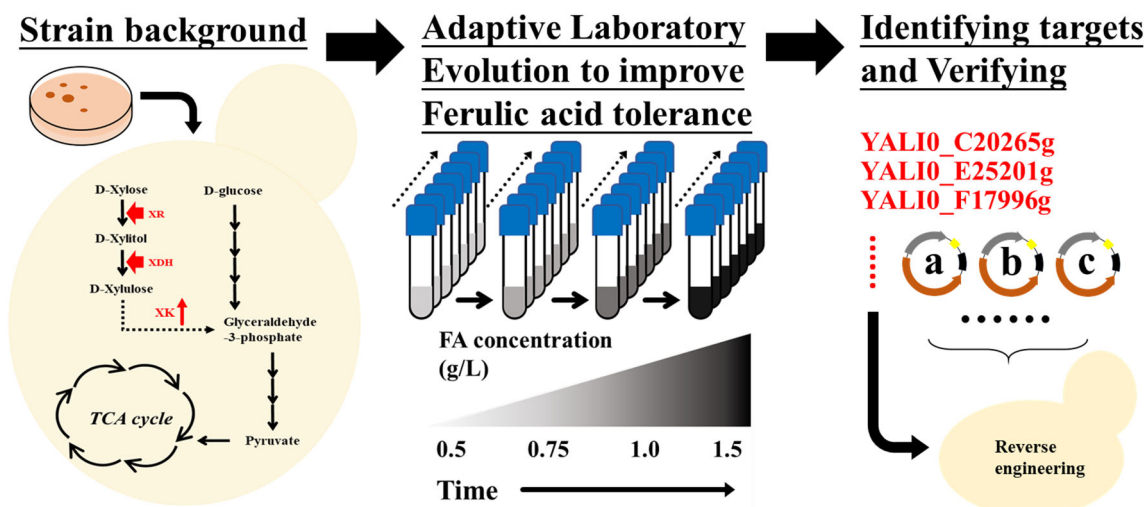 Strain background
D-Xylose
D-glucose
XR
D-Xylitol
XDH
D-Xylulose
XK
Glyceraldehyde
-3-phosphate
TCA cycle
Pyruvate
Adaptive Laboratory
Evolution to improve
Ferulic acid tolerance
FA concentration
(g/L)
0.5 0.75 1.0 1.5
Time
Identifying targets
and Verifying
YALI0_C20265g
YALI0_E25201g
YALI0_F17996g
a b c
Reverse
engineering